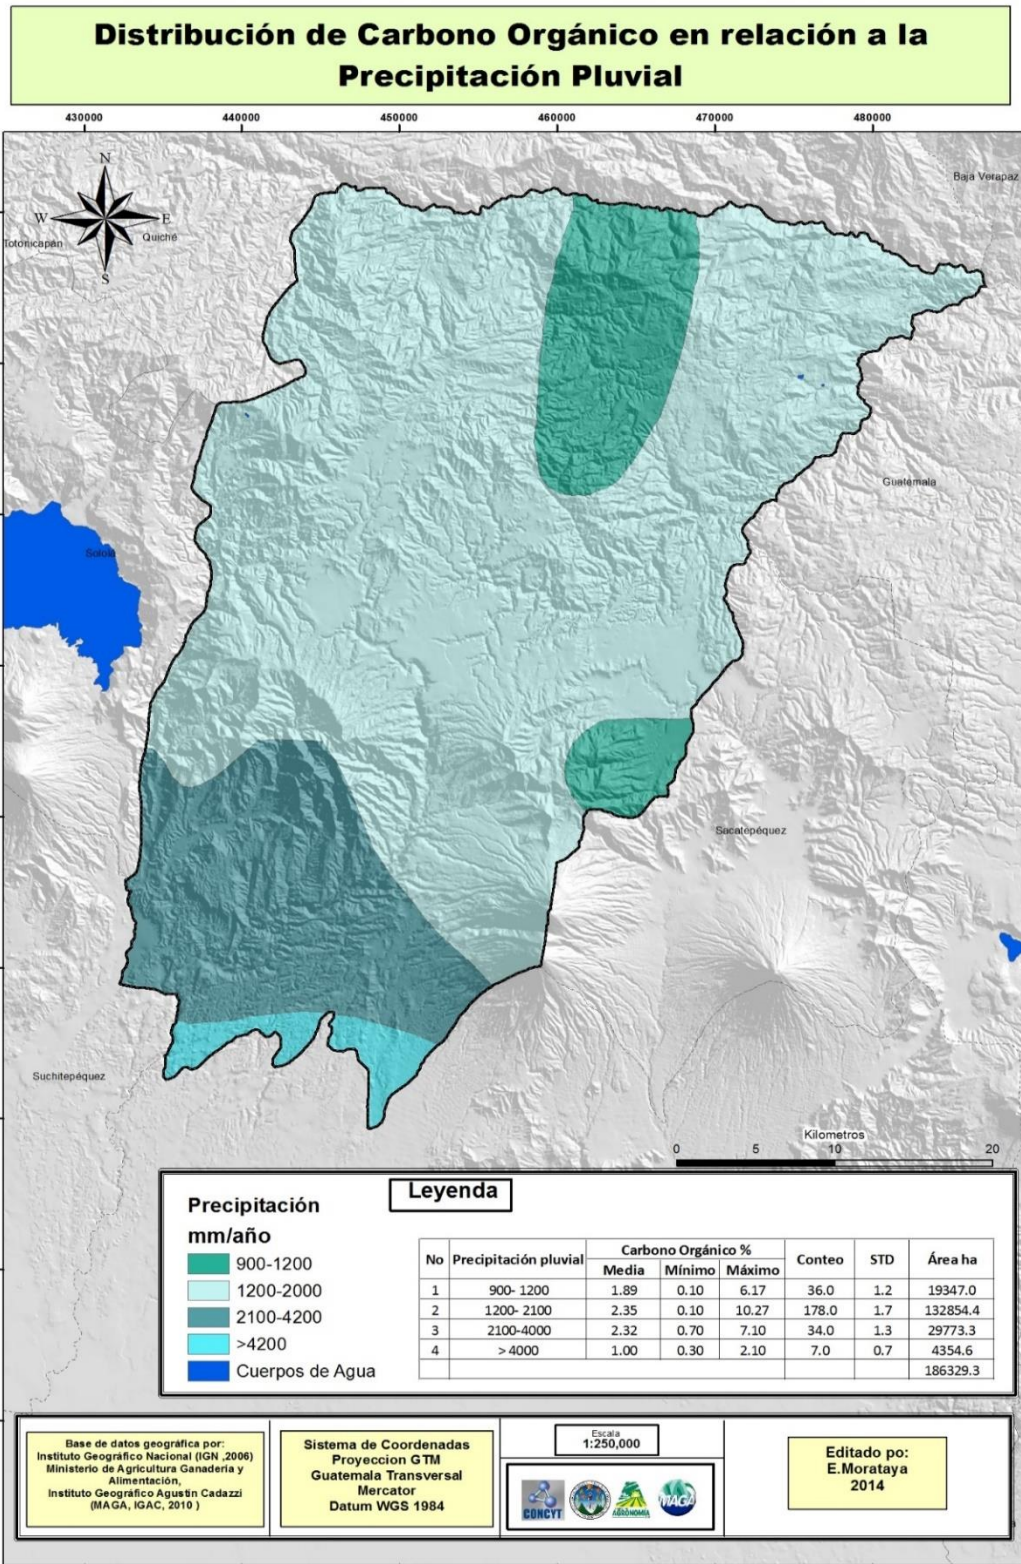 Distribución de Carbono Orgánico en relación a la
Precipitación Pluvial
430000 440000 450000 460000 470000 480000
N
W E
S
Totonicapán
Quiché
Baja Verapaz
Guatemala
Sololá
Sacatepéquez
Suchitepéquez
Kilometros
0 5 10 20
Leyenda
Precipitación
mm/año
900-1200
1200-2000
2100-4200
>4200
Cuerpos de Agua
No Precipitación pluvial Carbono Orgánico % Conteo STD Área ha
Media Mínimo Máximo
1 900- 1200 1.89 0.10 6.17 36.0 1.2 19347.0
2 1200- 2100 2.35 0.10 10.27 178.0 1.7 132854.4
3 2100-4000 2.32 0.70 7.10 34.0 1.3 29773.3
4 > 4000 1.00 0.30 2.10 7.0 0.7 4354.6
186329.3
Base de datos geográfica por:
Instituto Geográfico Nacional (IGN ,2006)
Ministerio de Agricultura Ganadería y
Alimentación,
Instituto Geográfico Agustin Cadazzi
(MAGA, IGAC, 2010 )
Sistema de Coordenadas
Proyeccion GTM
Guatemala Transversal
Mercator
Datum WGS 1984
Escala
1:250,000
CONCYT
AGRONOMÍA
MAGA
Editado po:
E.Morataya
2014